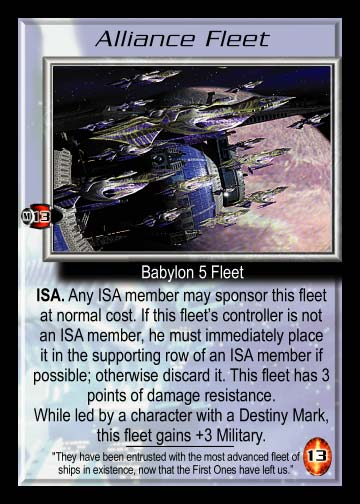 Alliance Fleet
M 13
Babylon 5 Fleet
ISA. Any ISA member may sponsor this fleet
at normal cost. If this fleet's controller is not
an ISA member, he must immediately place
it in the supporting row of an ISA member if
possible; otherwise discard it. This fleet has 3
points of damage resistance.
While led by a character with a Destiny Mark,
this fleet gains +3 Military.
"They have been entrusted with the most advanced fleet of
ships in existence, now that the First Ones have left us."
13